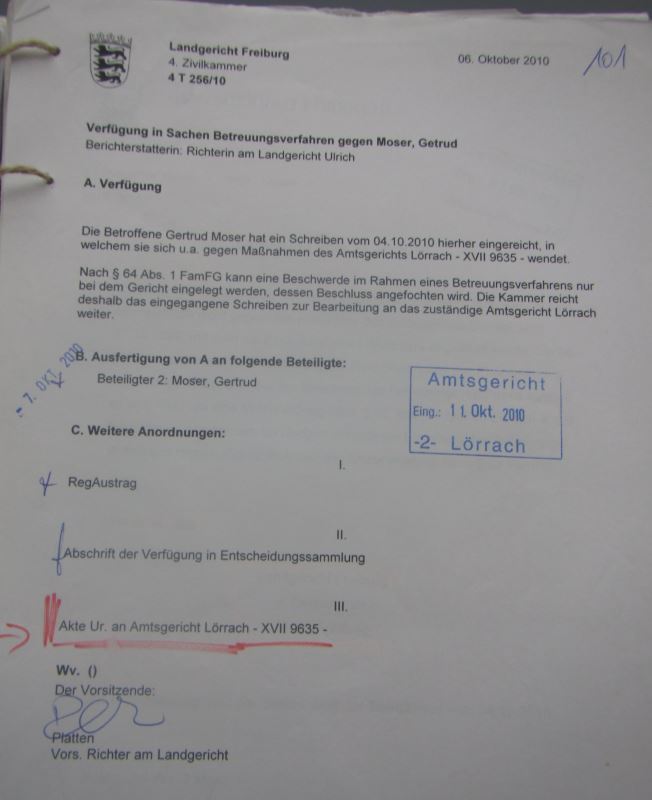 Landgericht Freiburg
4. Zivilkammer
4 T 256/10
06. Oktober 2010
101
Verfügung in Sachen Betreuungsverfahren gegen Moser, Getrud
Berichterstatterin: Richterin am Landgericht Ulrich
A. Verfügung
Die Betroffene Gertrud Moser hat ein Schreiben vom 04.10.2010 hierher eingereicht, in
welchem sie sich u.a. gegen Maßnahmen des Amtsgerichts Lörrach - XVII 9635 - wendet.
Nach § 64 Abs. 1 FamFG kann eine Beschwerde im Rahmen eines Betreuungsverfahrens nur
bei dem Gericht eingelegt werden, dessen Beschluss angefochten wird. Die Kammer reicht
deshalb das eingegangene Schreiben zur Bearbeitung an das zuständige Amtsgericht Lörrach
weiter.
- 7. OKT. 2010
B. Ausfertigung von A an folgende Beteiligte:
Beteiligter 2: Moser, Gertrud
Amtsgericht
Eing.: 11. Okt. 2010
-2- Lörrach
C. Weitere Anordnungen:
I.
RegAustrag
II.
Abschrift der Verfügung in Entscheidungssammlung
III.
Akte Ur. an Amtsgericht Lörrach - XVII 9635 -
Wv. ()
Der Vorsitzende:
Platten
Vors. Richter am Landgericht